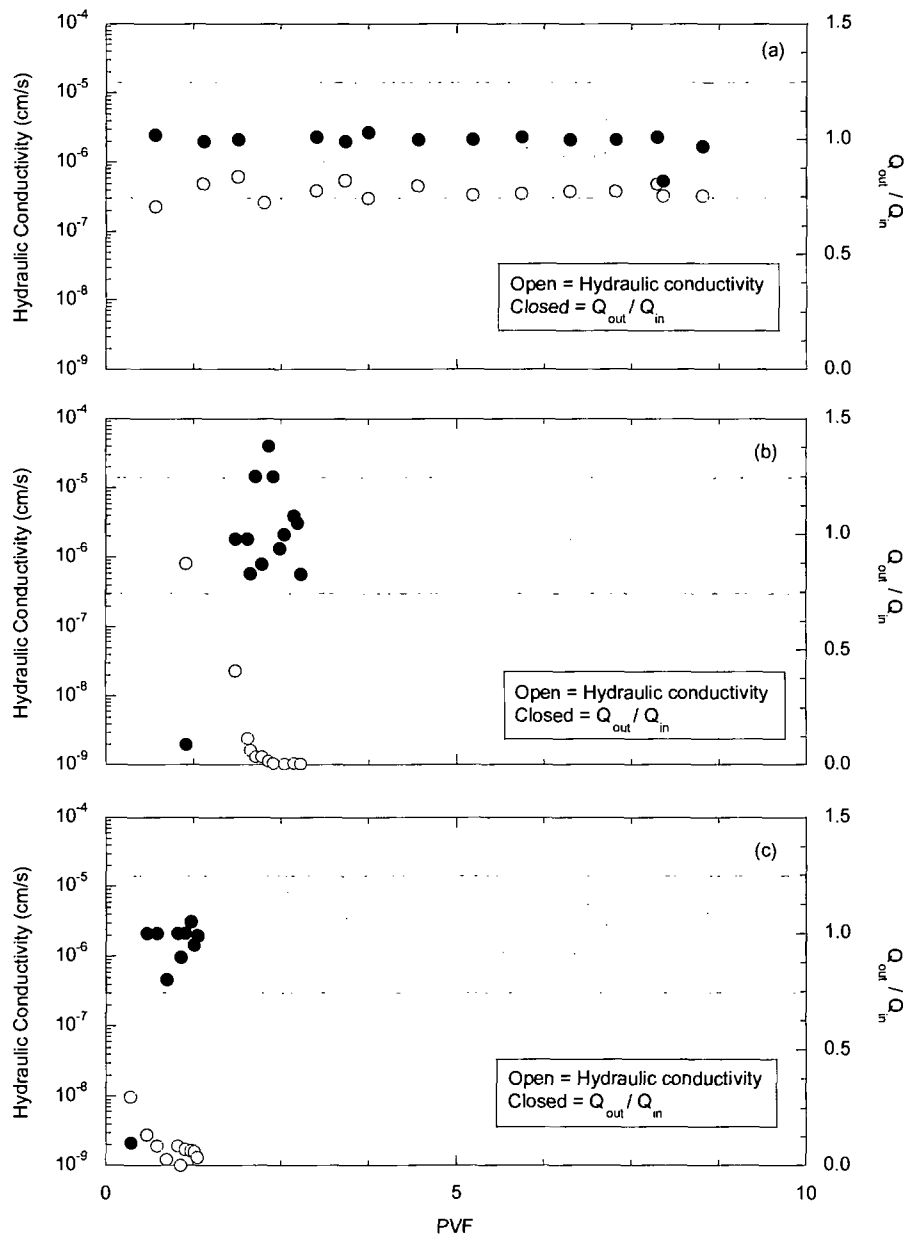 (a)
Hydraulic Conductivity (cm/s)
10^-4
10^-5
10^-6
10^-7
10^-8
10^-9
1.5
1.0
0.5
0.0
Q_out / Q_in
Open = Hydraulic conductivity
Closed = Q_out / Q_in
(b)
Hydraulic Conductivity (cm/s)
10^-4
10^-5
10^-6
10^-7
10^-8
10^-9
1.5
1.0
0.5
0.0
Q_out / Q_in
Open = Hydraulic conductivity
Closed = Q_out / Q_in
(c)
Hydraulic Conductivity (cm/s)
10^-4
10^-5
10^-6
10^-7
10^-8
10^-9
1.5
1.0
0.5
0.0
Q_out / Q_in
Open = Hydraulic conductivity
Closed = Q_out / Q_in
0
5
10
PVF